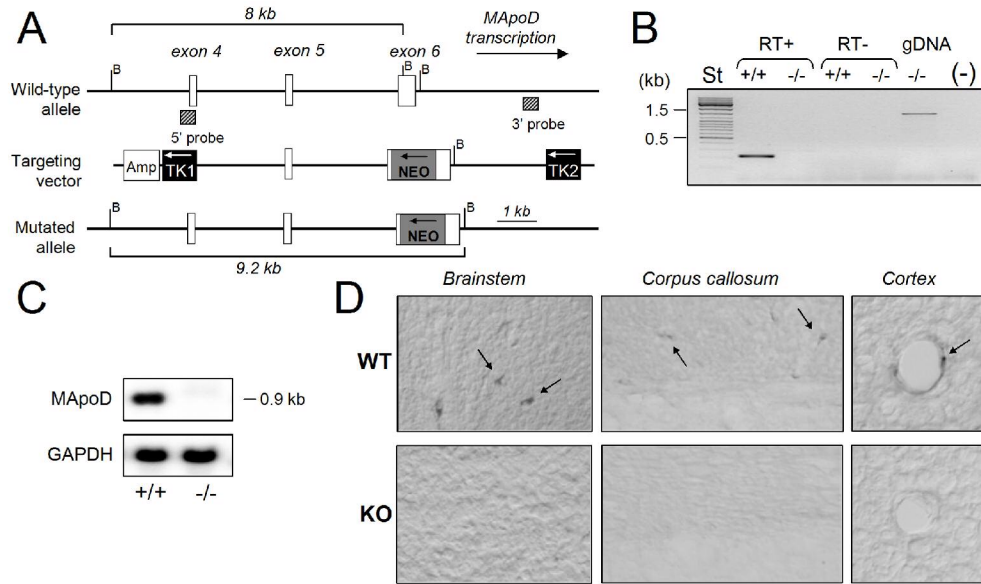 A
8 kb
exon 4
exon 5
exon 6
MApoD
transcription
B
B
B
Wild-type
allele
5' probe
3' probe
Targeting
vector
Amp
TK1
NEO
B
TK2
Mutated
allele
B
NEO
B
1 kb
9.2 kb
B
RT+
RT-
gDNA
(kb)
St
+/+
-/-
+/+
-/-
-/-
(-)
1.5
0.5
C
MApoD
0.9 kb
GAPDH
+/+
-/-
D
Brainstem
Corpus callosum
Cortex
WT
KO